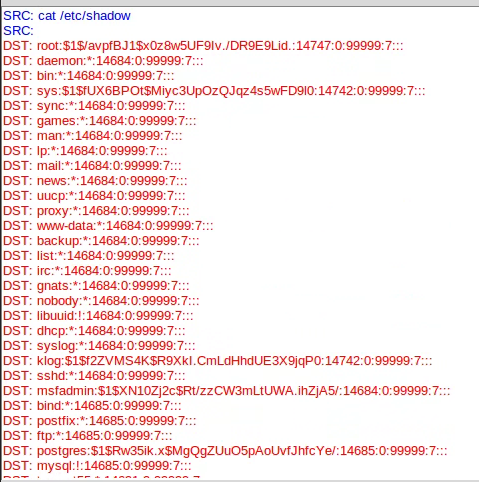 SRC: cat /etc/shadow
SRC:
DST: root:$1$/avpfBJ1$x0z8w5UF9Iv./DR9E9Lid.:14747:0:99999:7:::
DST: daemon:*:14684:0:99999:7:::
DST: bin:*:14684:0:99999:7:::
DST: sys:$1$fUX6BPOt$Miyc3UpOzQJqz4s5wFD9l0:14742:0:99999:7:::
DST: sync:*:14684:0:99999:7:::
DST: games:*:14684:0:99999:7:::
DST: man:*:14684:0:99999:7:::
DST: lp:*:14684:0:99999:7:::
DST: mail:*:14684:0:99999:7:::
DST: news:*:14684:0:99999:7:::
DST: uucp:*:14684:0:99999:7:::
DST: proxy:*:14684:0:99999:7:::
DST: www-data:*:14684:0:99999:7:::
DST: backup:*:14684:0:99999:7:::
DST: list:*:14684:0:99999:7:::
DST: irc:*:14684:0:99999:7:::
DST: gnats:*:14684:0:99999:7:::
DST: nobody:*:14684:0:99999:7:::
DST: libuuid:!:14684:0:99999:7:::
DST: dhcp:*:14684:0:99999:7:::
DST: syslog:*:14684:0:99999:7:::
DST: klog:$1$f2ZVMS4K$R9XkI.CmLdHhdUE3X9jqP0:14742:0:99999:7:::
DST: sshd:*:14684:0:99999:7:::
DST: msfadmin:$1$XN10Zj2c$Rt/zzCW3mLtUWA.ihZjA5/:14684:0:99999:7:::
DST: bind:*:14685:0:99999:7:::
DST: postfix:*:14685:0:99999:7:::
DST: ftp:*:14685:0:99999:7:::
DST: postgres:$1$Rw35ik.x$MgQgZUuO5pAoUvfJhfcYe/:14685:0:99999:7:::
DST: mysql:!:14685:0:99999:7:::